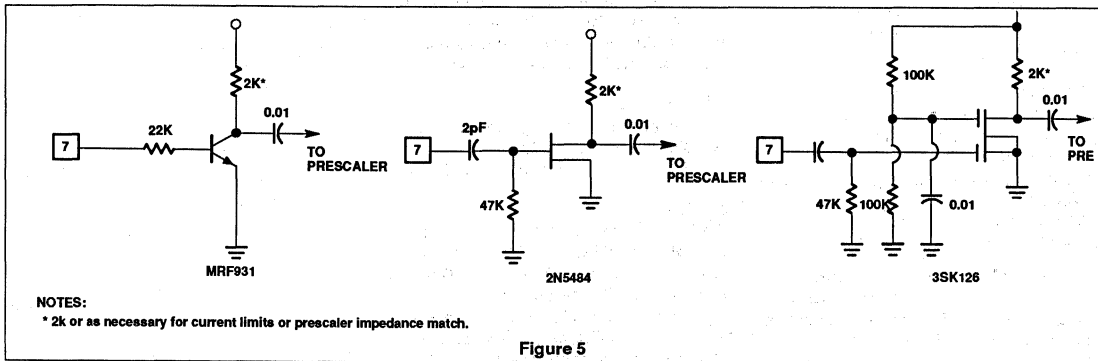 2K*
0.01
22K
7
TO
PRESCALER
MRF931
2K*
0.01
2pF
7
TO
PRESCALER
47K
2N5484
100K
2K*
0.01
7
TO
PRE
47K
100K
0.01
3SK126
NOTES:
* 2k or as necessary for current limits or prescaler impedance match.
Figure 5